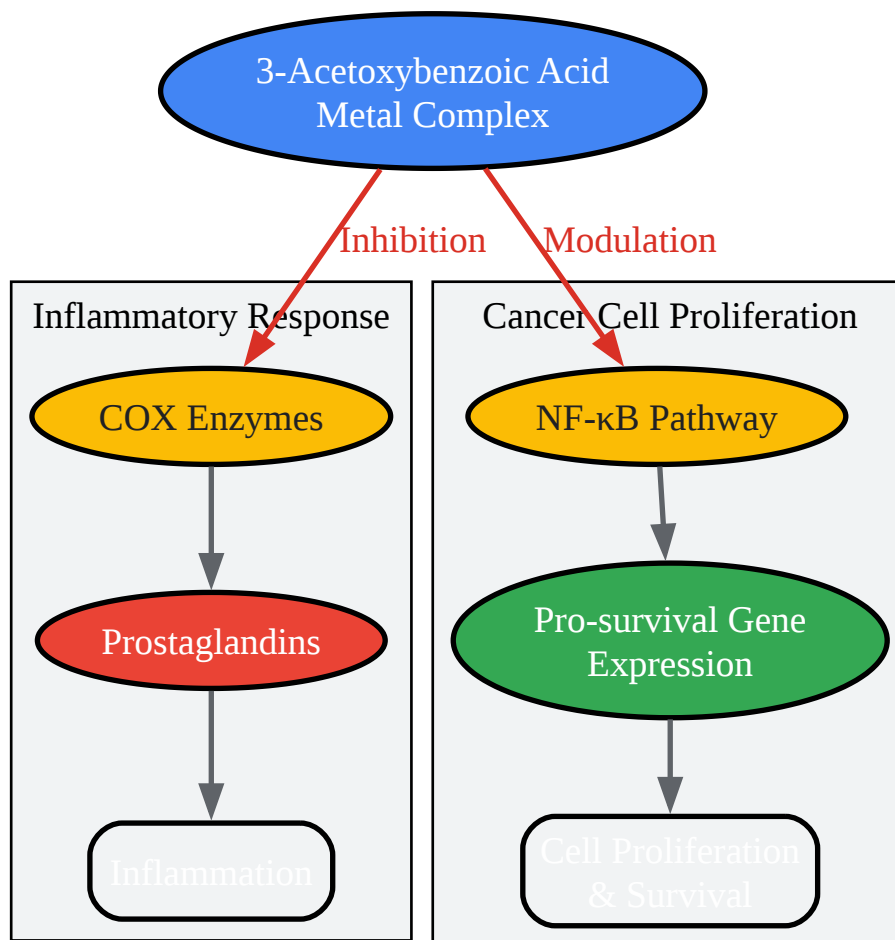 3-Acetoxybenzoic Acid
Metal Complex
Inhibition
Modulation
Inflammatory Response
Cancer Cell Proliferation
COX Enzymes
NF-κB Pathway
Prostaglandins
Pro-survival Gene
Expression
Inflammation
Cell Proliferation
& Survival